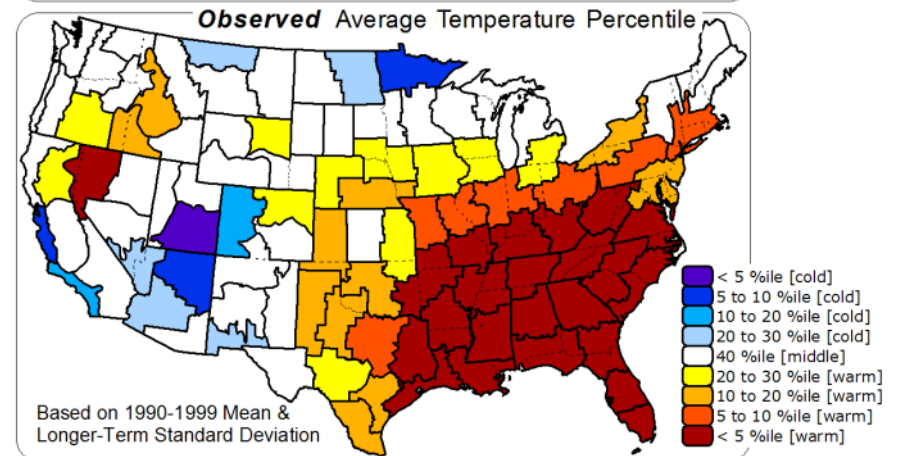 Observed Average Temperature Percentile
< 5 %ile [cold]
5 to 10 %ile [cold]
10 to 20 %ile [cold]
20 to 30 %ile [cold]
40 %ile [middle]
20 to 30 %ile [warm]
10 to 20 %ile [warm]
5 to 10 %ile [warm]
< 5 %ile [warm]
Based on 1990-1999 Mean &
Longer-Term Standard Deviation